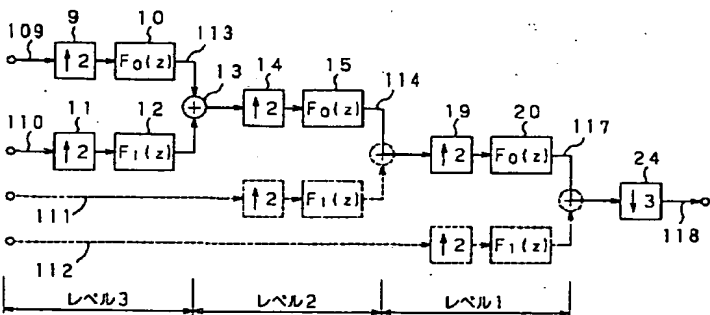 9 10
109 113
↑2 F₀(z) 13 14 15
11 12 114
110 + ↑2 F₀(z) 19 20
↑2 F₁(z) 117 24
+ ↑2 F₀(z)
111 ↑2 F₁(z) + ↓3
118
112 ↑2 F₁(z)
レベル3 レベル2 レベル1